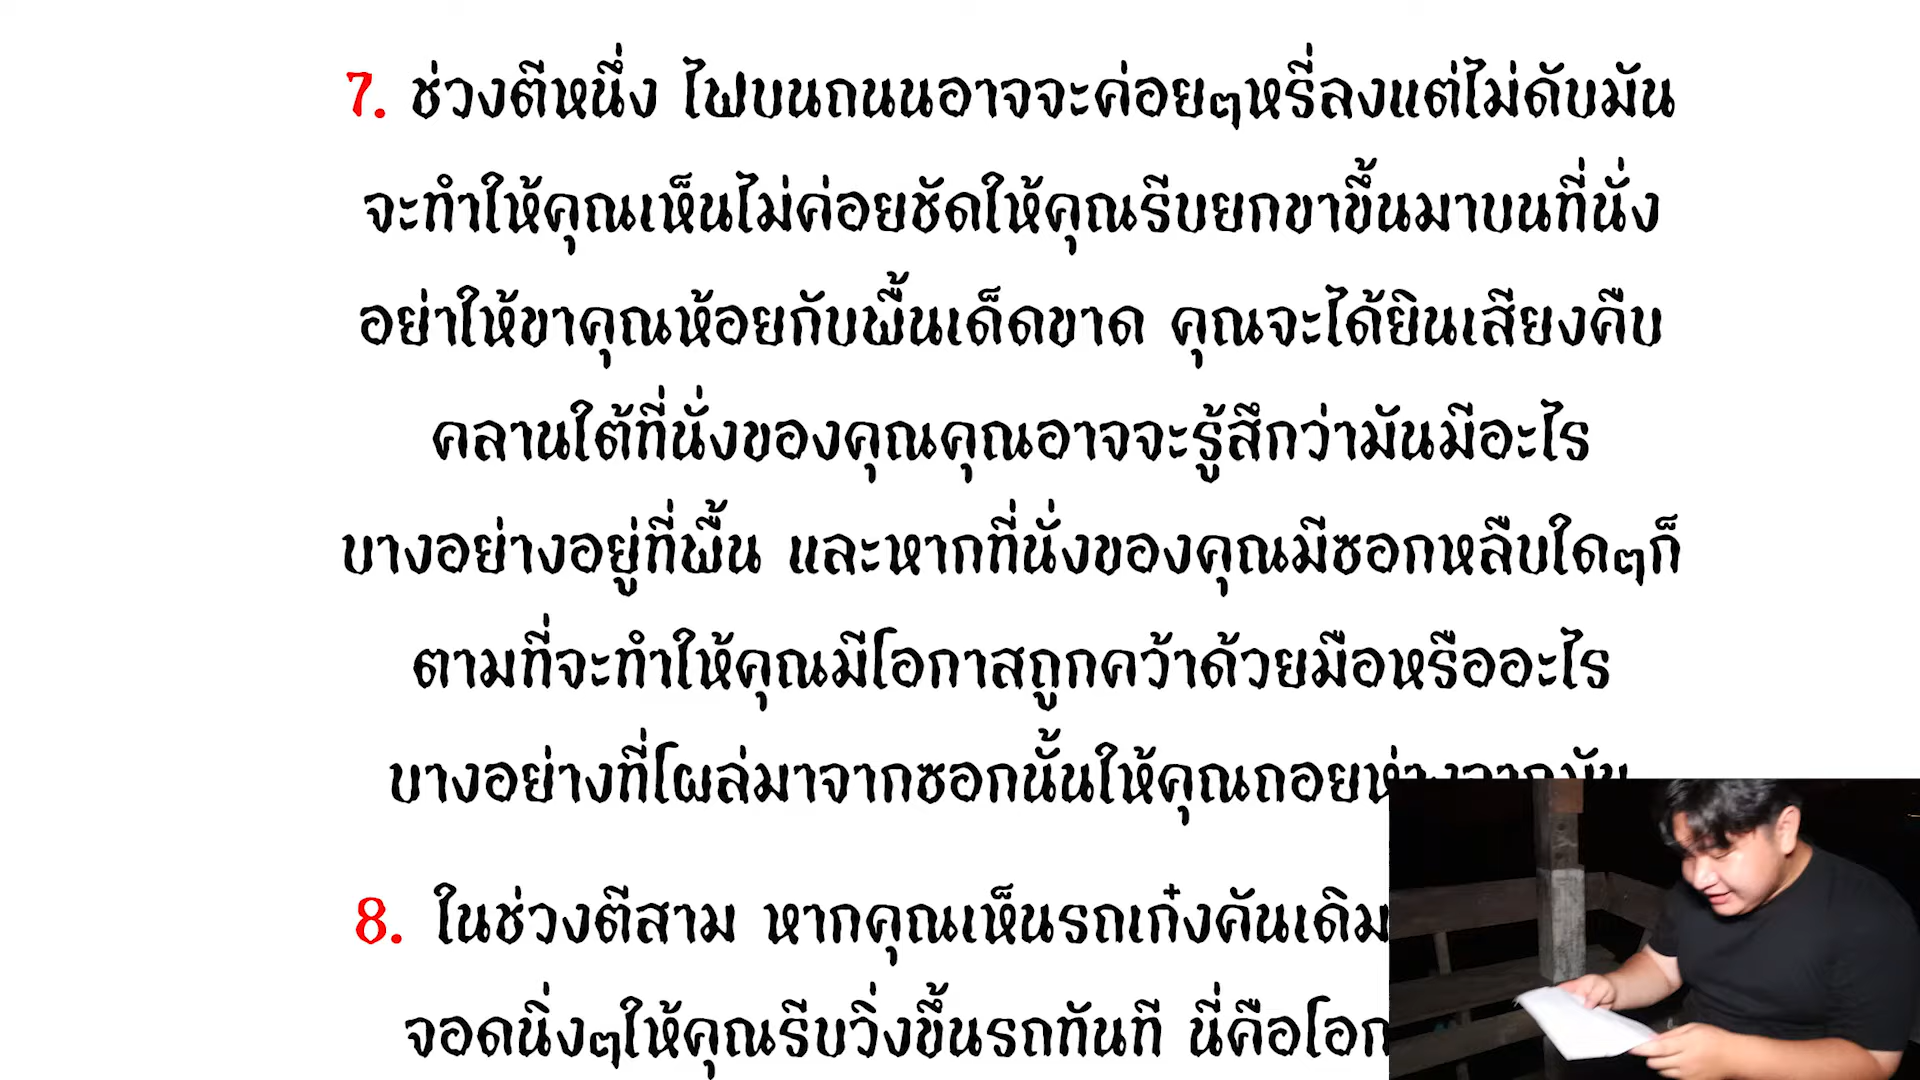 7. ช่วงตีหนึ่ง ไฟบนถนนอาจจะค่อยๆหรี่ลงแต่ไม่ดับมัน
จะทำให้คุณเห็นไม่ค่อยชัดให้คุณรีบยกขาขึ้นมาบนที่นั่ง
อย่าให้ขาคุณห้อยกับพื้นเด็ดขาด คุณจะได้ยินเสียงคืบ
คลานใต้ที่นั่งของคุณคุณอาจจะรู้สึกว่ามันมีอะไร
บางอย่างอยู่ที่พื้น และหากที่นั่งของคุณมีซอกหลืบใดๆก็
ตามที่จะทำให้คุณมีโอกาสถูกคว้าด้วยมือหรืออะไร
บางอย่างที่โผล่มาจากซอกนั้นให้คุณถอยห่างจากมัน
8. ในช่วงตีสาม หากคุณเห็นรถเก๋งคันเดิม
จอดนิ่งๆให้คุณรีบวิ่งขึ้นรถทันที นี่คือโอก